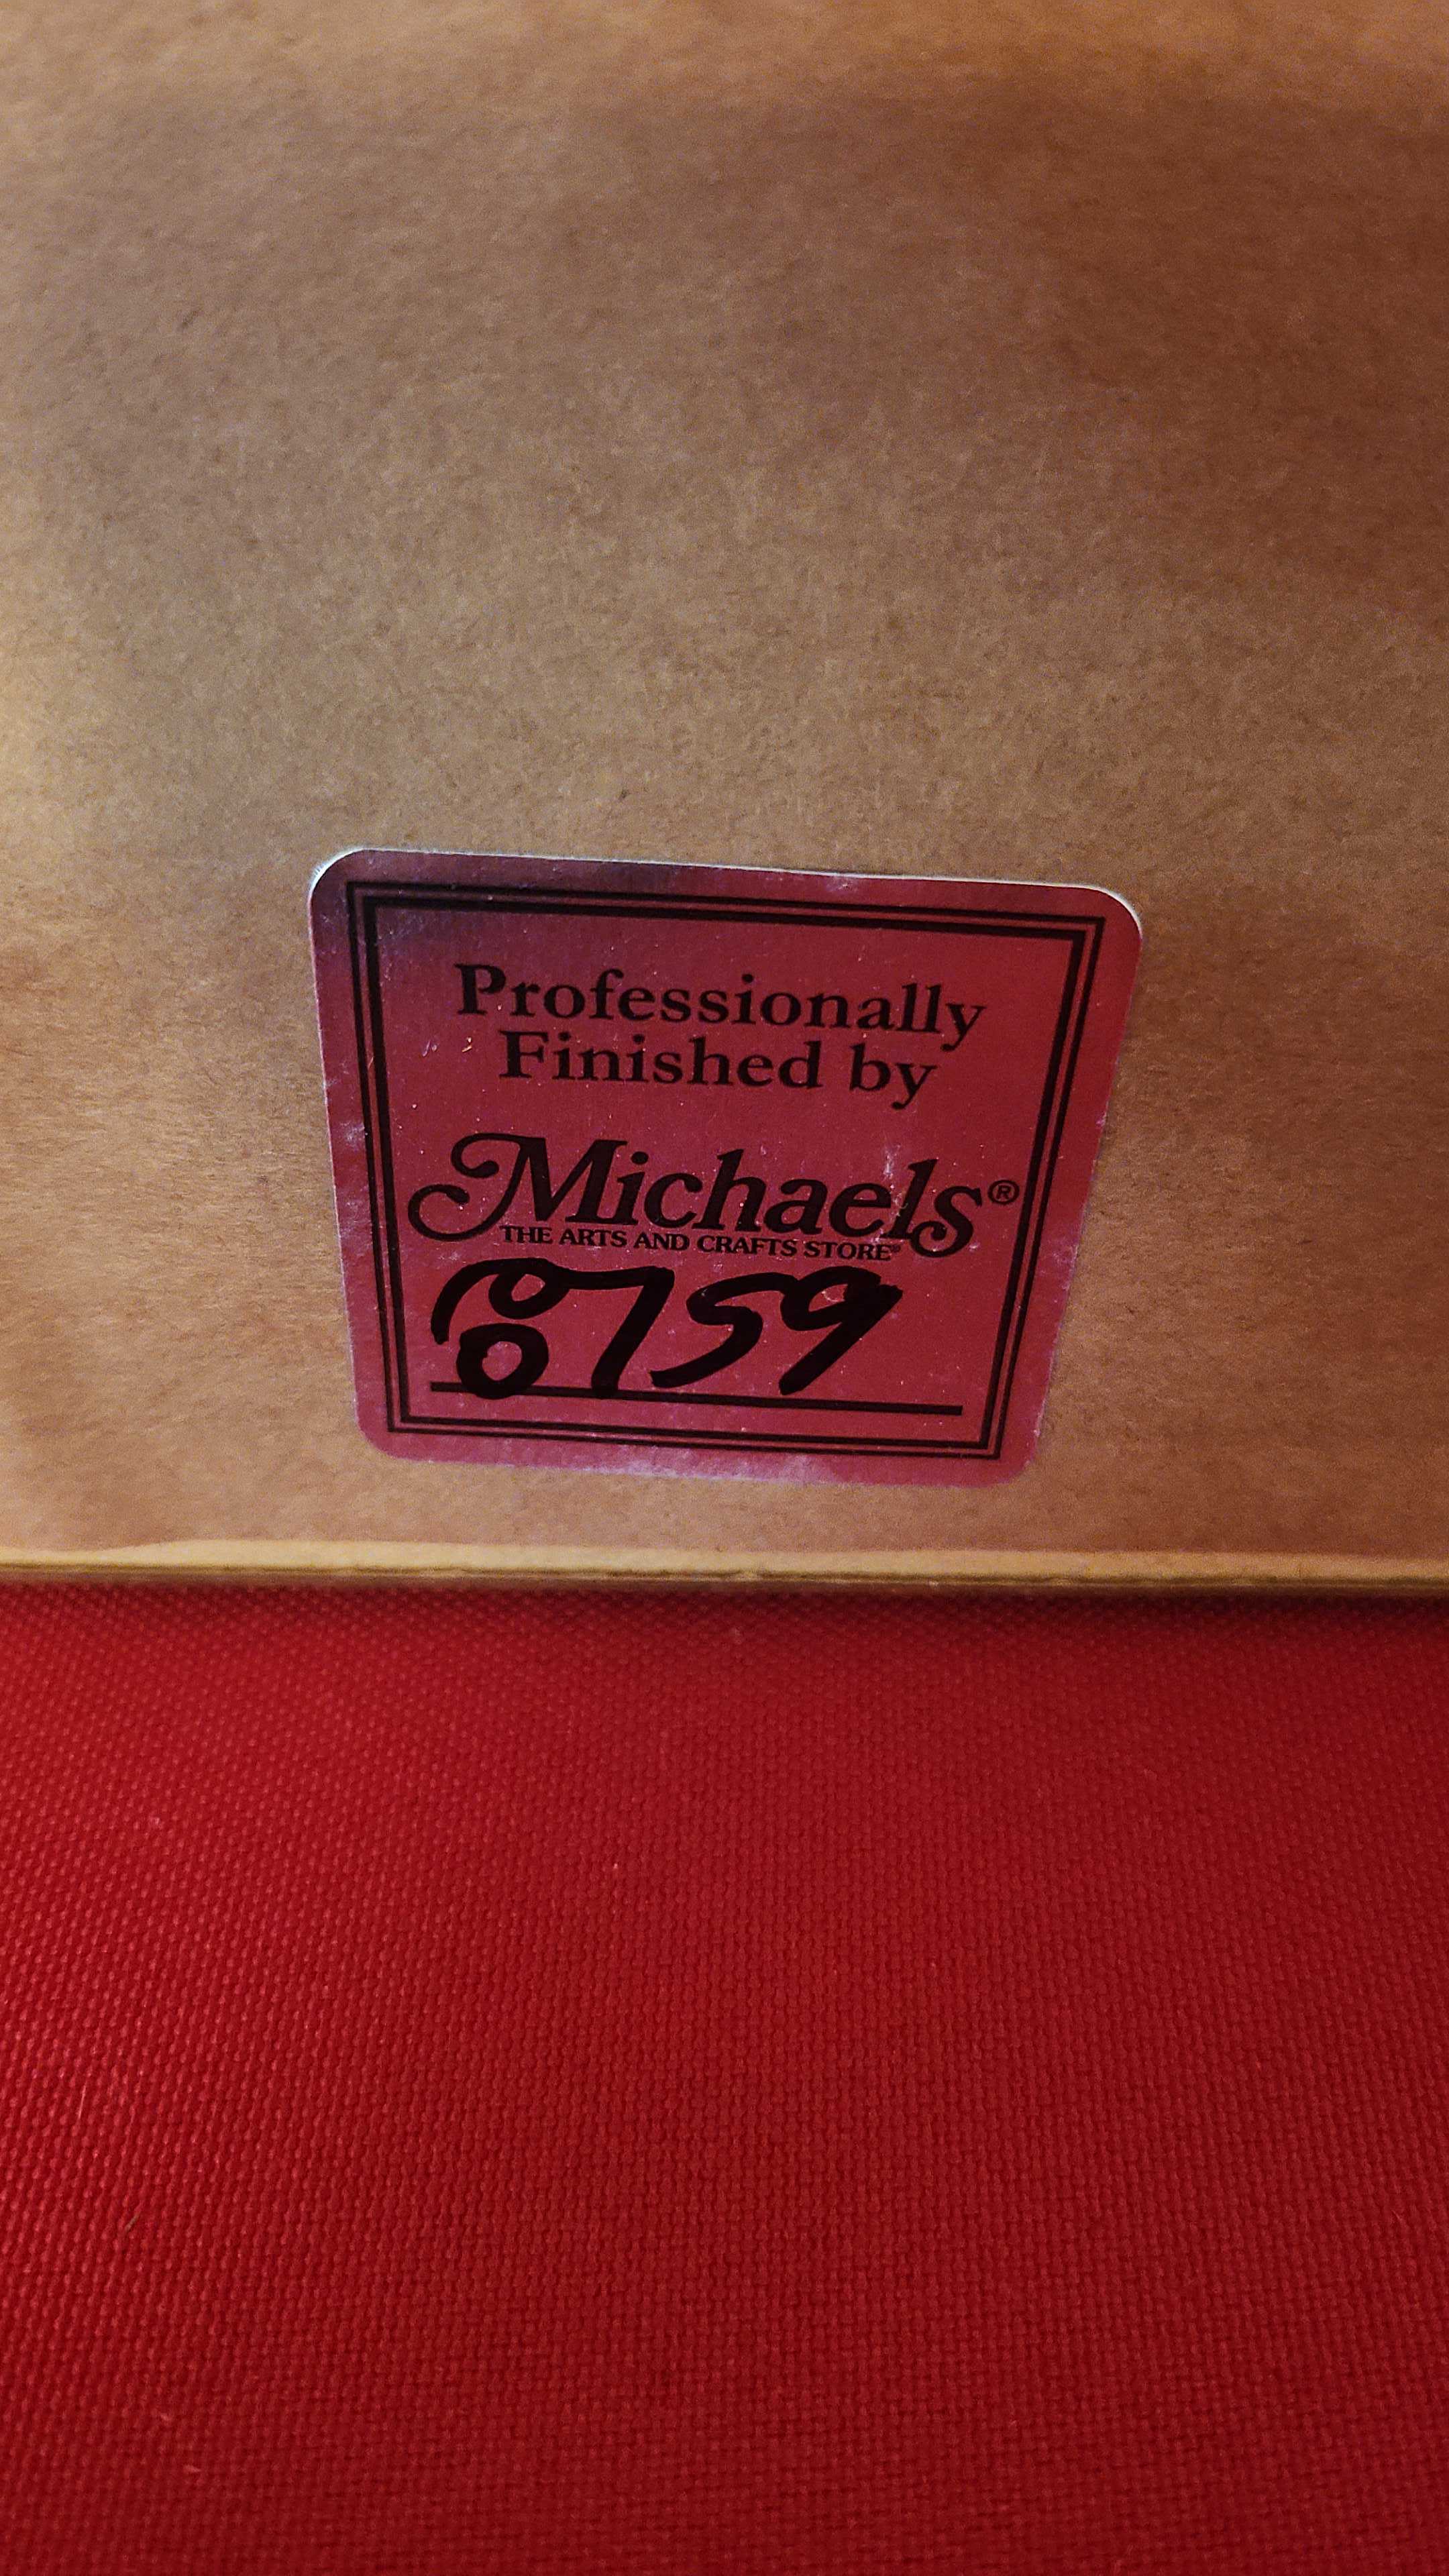 Professionally
Finished by
Michaels®
THE ARTS AND CRAFTS STORE®
8759